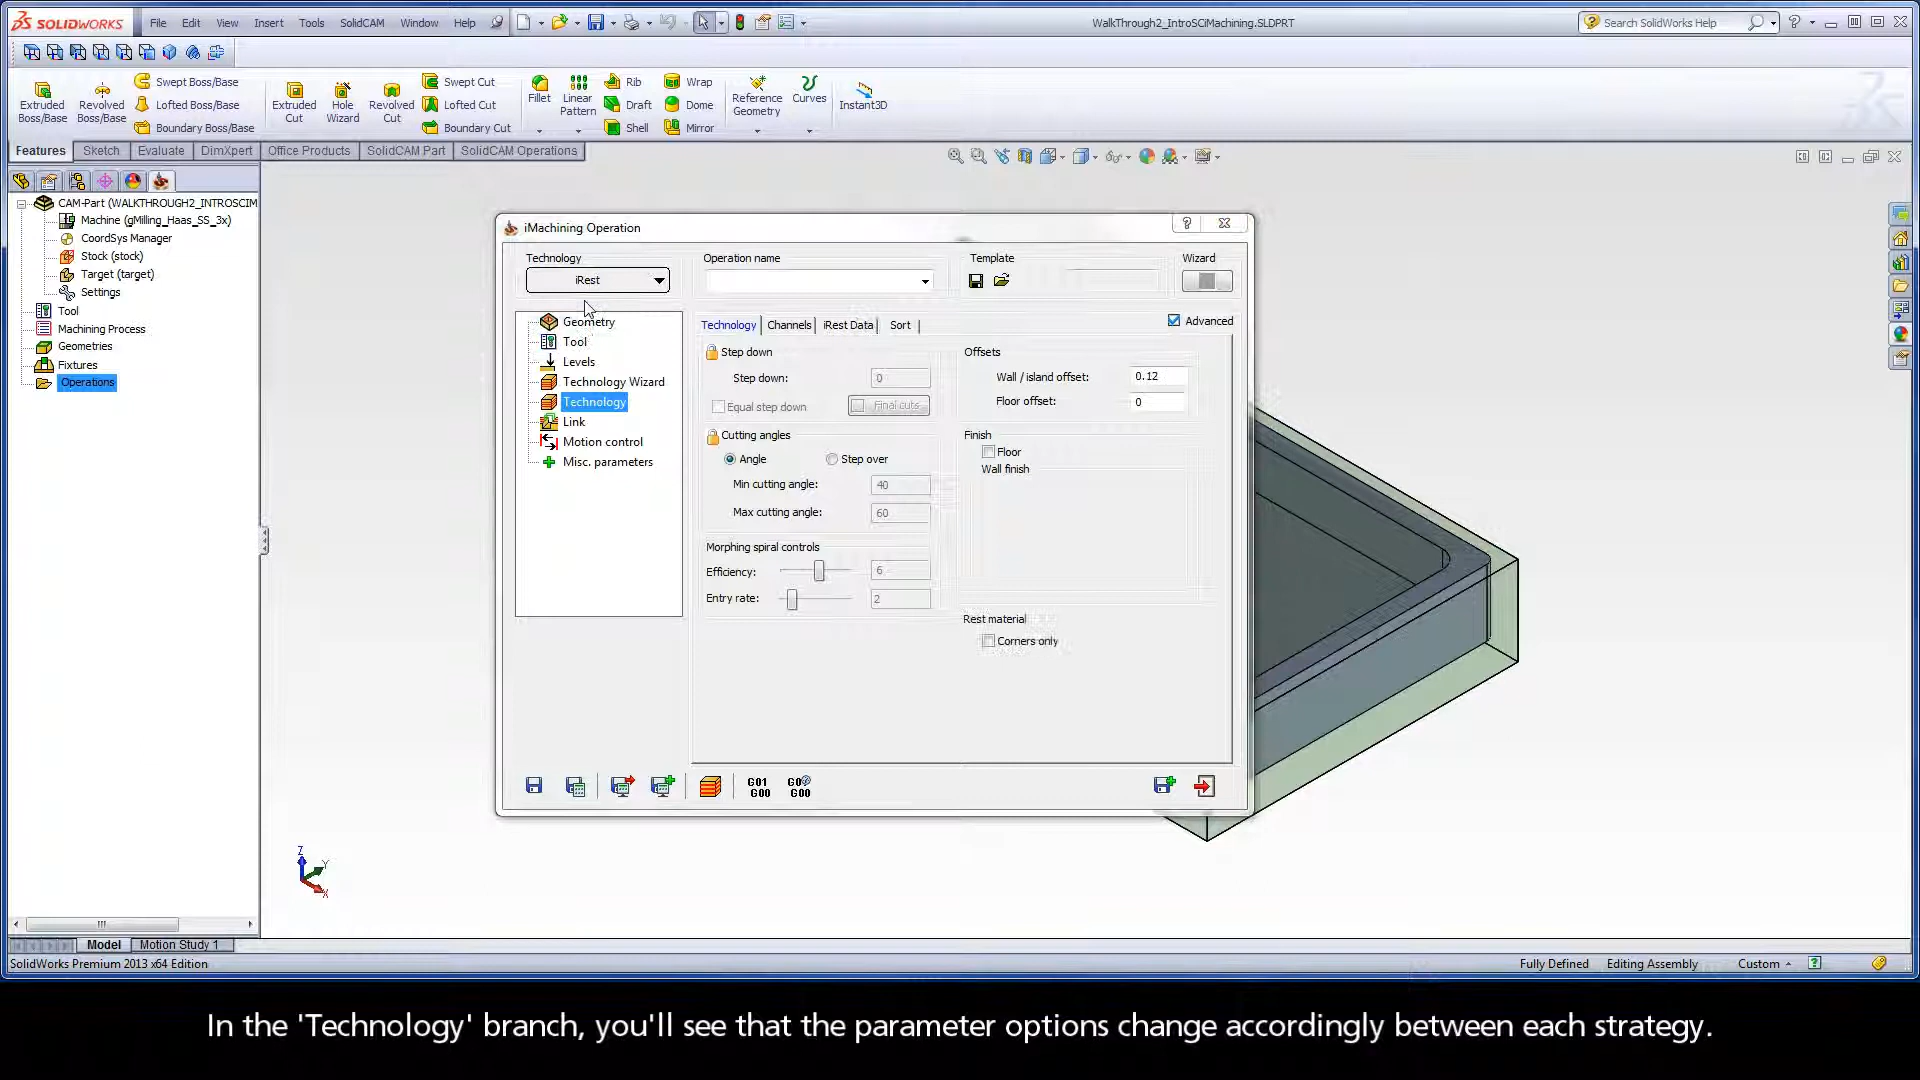 SOLIDWORKS File Edit View Insert Tools SolidCAM Window Help WalkThrough2_IntroSCiMachining.SLDPRT Search SolidWorks Help
Extruded Boss/Base
Revolved Boss/Base
Swept Boss/Base
Lofted Boss/Base
Boundary Boss/Base
Extruded Cut
Hole Wizard
Revolved Cut
Swept Cut
Lofted Cut
Boundary Cut
Fillet
Linear Pattern
Rib
Draft
Shell
Wrap
Dome
Mirror
Reference Geometry
Curves
Instant3D
Features Sketch Evaluate DimXpert Office Products SolidCAM Part SolidCAM Operations
CAM-Part (WALKTHROUGH2_INTROSCIM
Machine (gMilling_Haas_SS_3x)
CoordSys Manager
Stock (stock)
Target (target)
Settings
Tool
Machining Process
Geometries
Fixtures
Operations
iMachining Operation
Technology
iRest
Operation name
Template
Wizard
Geometry
Tool
Levels
Technology Wizard
Technology
Link
Motion control
Misc. parameters
Technology Channels iRest Data Sort
Advanced
Step down
Step down: 0
Equal step down Final cuts
Cutting angles
Angle Step over
Min cutting angle: 40
Max cutting angle: 60
Morphing spiral controls
Efficiency: 6
Entry rate: 2
Offsets
Wall / island offset: 0.12
Floor offset: 0
Finish
Floor
Wall finish
Rest material
Corners only
G01 G00
G00
Z
Y
X
Model Motion Study 1
SolidWorks Premium 2013 x64 Edition
Fully Defined Editing Assembly Custom
In the 'Technology' branch, you'll see that the parameter options change accordingly between each strategy.